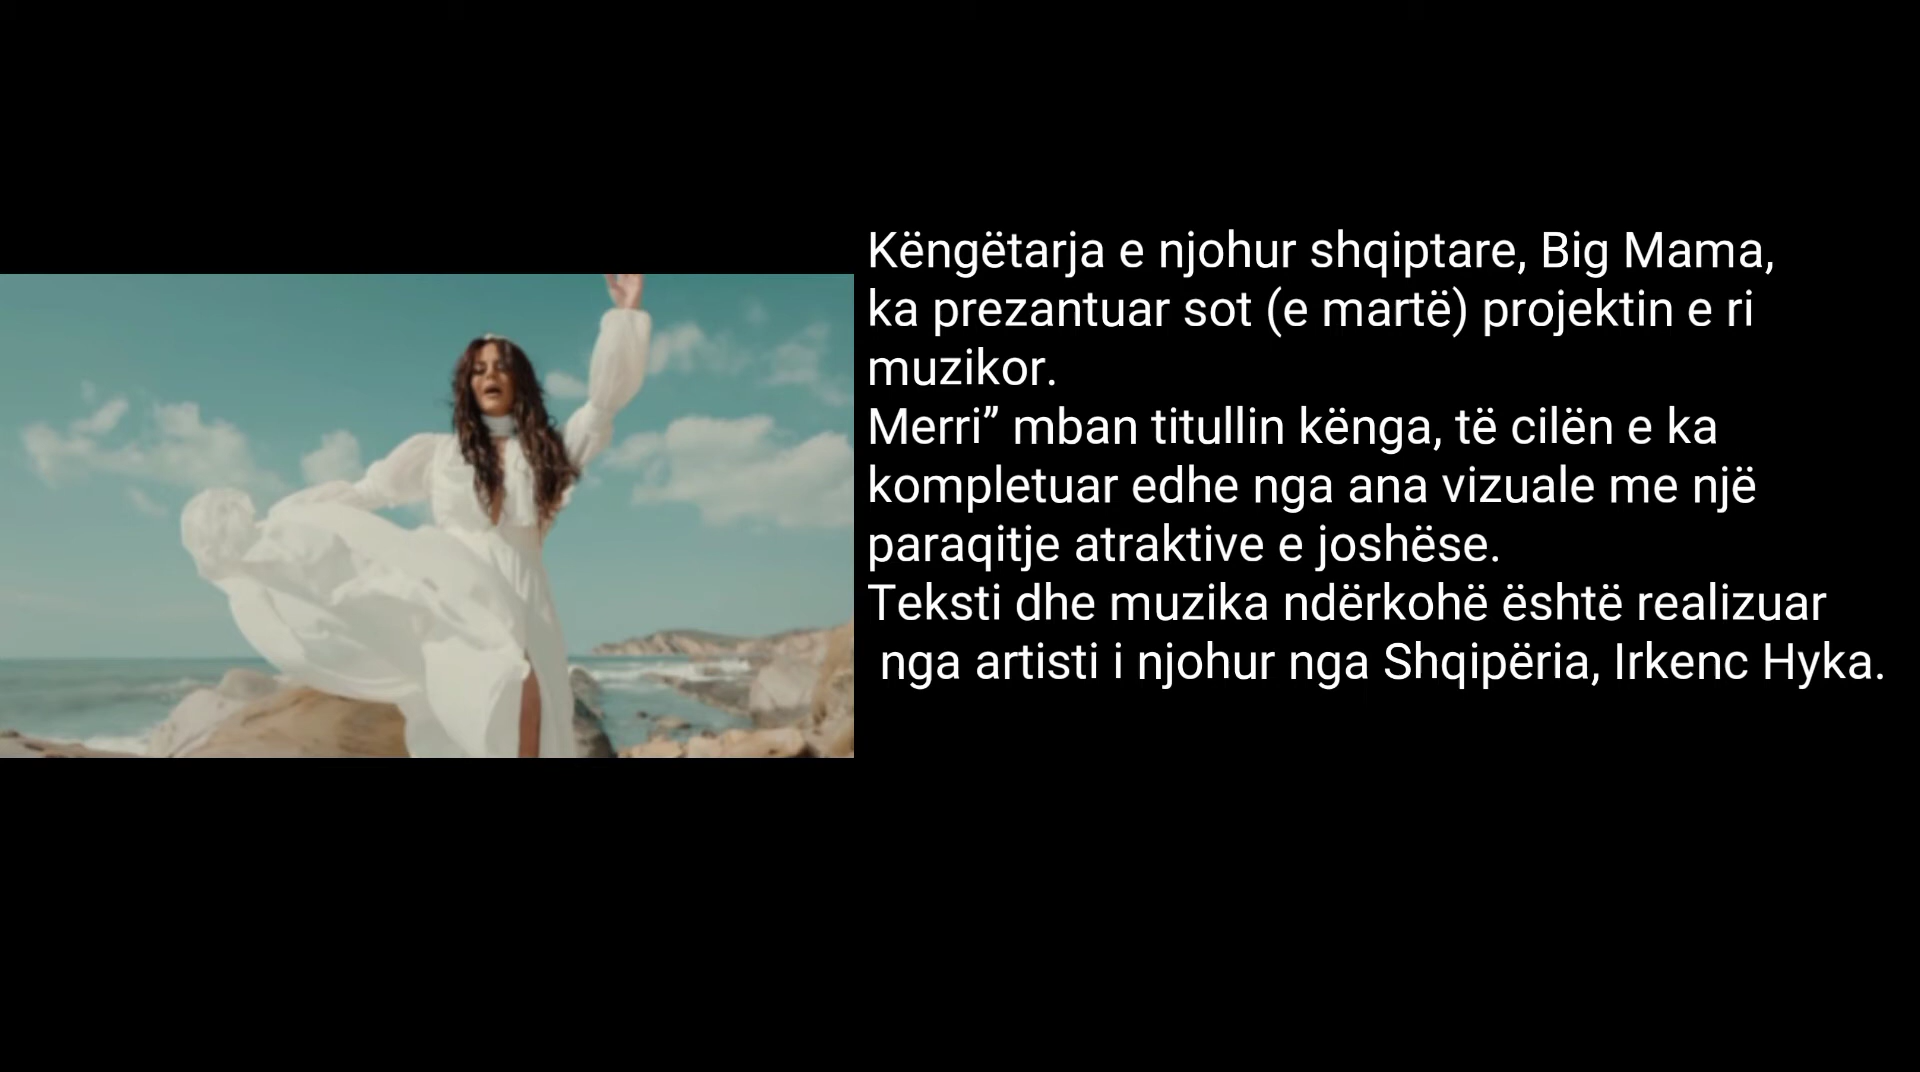 Këngëtarja e njohur shqiptare, Big Mama,
ka prezantuar sot (e martë) projektin e ri
muzikor.
Merri” mban titullin kënga, të cilën e ka
kompletuar edhe nga ana vizuale me një
paraqitje atraktive e joshëse.
Teksti dhe muzika ndërkohë është realizuar
nga artisti i njohur nga Shqipëria, Irkenc Hyka.